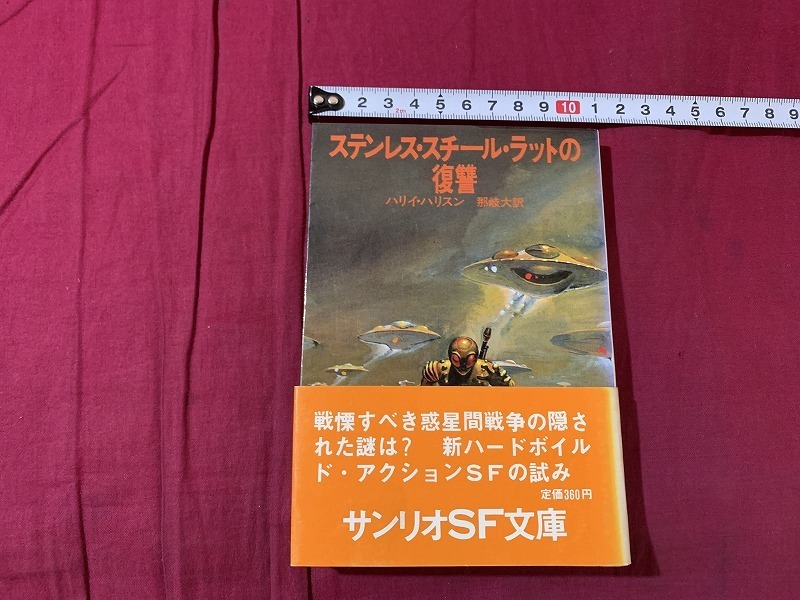 2 3 4 5 6 7 8 9 10 1 2 3 4 5 6 7 8 9
2m
ステンレス・スチール・ラットの
復讐
ハリイ・ハリスン 那岐大訳
戦慄すべき惑星間戦争の隠さ
れた謎は? 新ハードボイル
ド・アクションSFの試み
定価360円
サンリオSF文庫